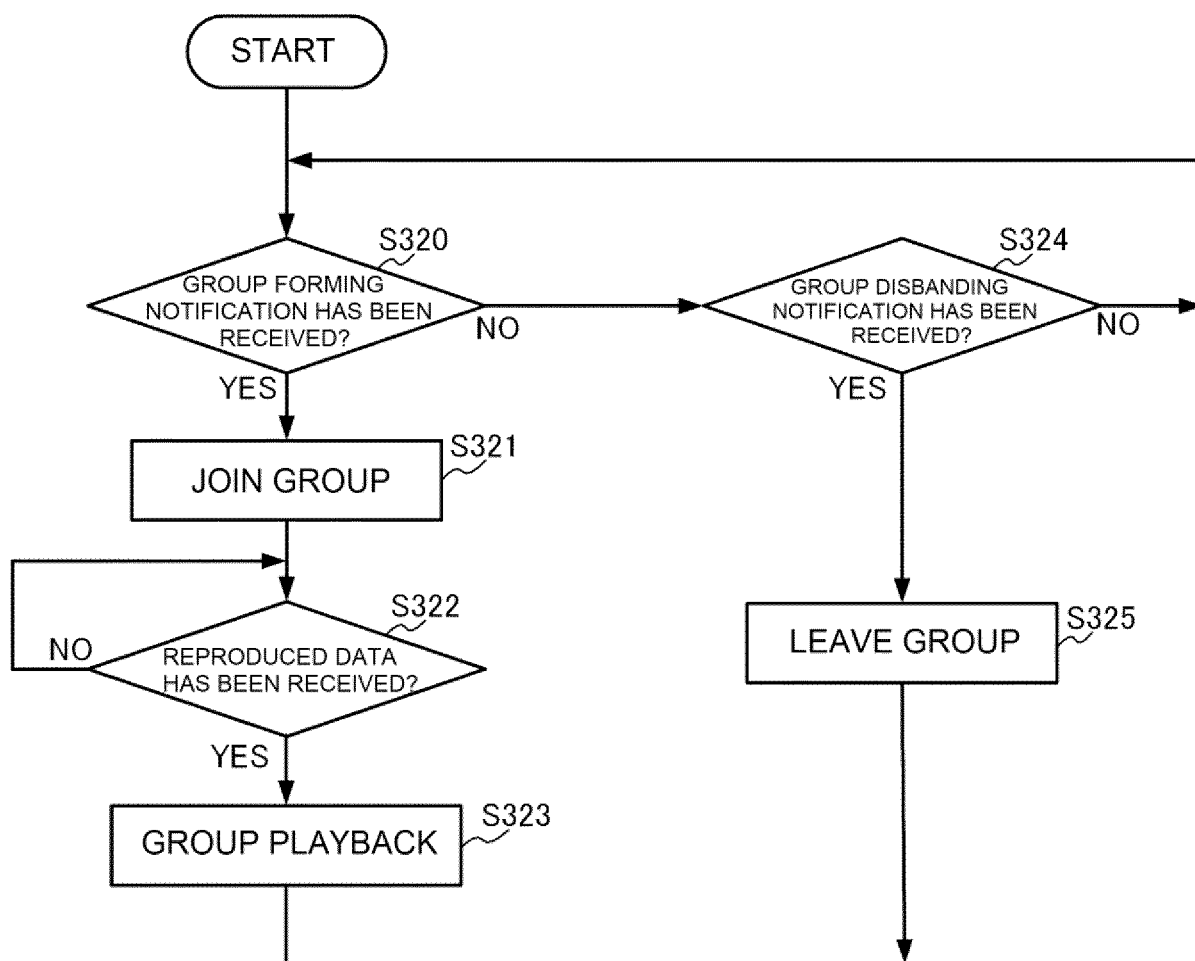 START
S320
GROUP FORMING
NOTIFICATION HAS BEEN
RECEIVED?
NO
YES
S324
GROUP DISBANDING
NOTIFICATION HAS BEEN
RECEIVED?
NO
YES
S321
JOIN GROUP
S322
REPRODUCED DATA
HAS BEEN RECEIVED?
NO
YES
S325
LEAVE GROUP
S323
GROUP PLAYBACK